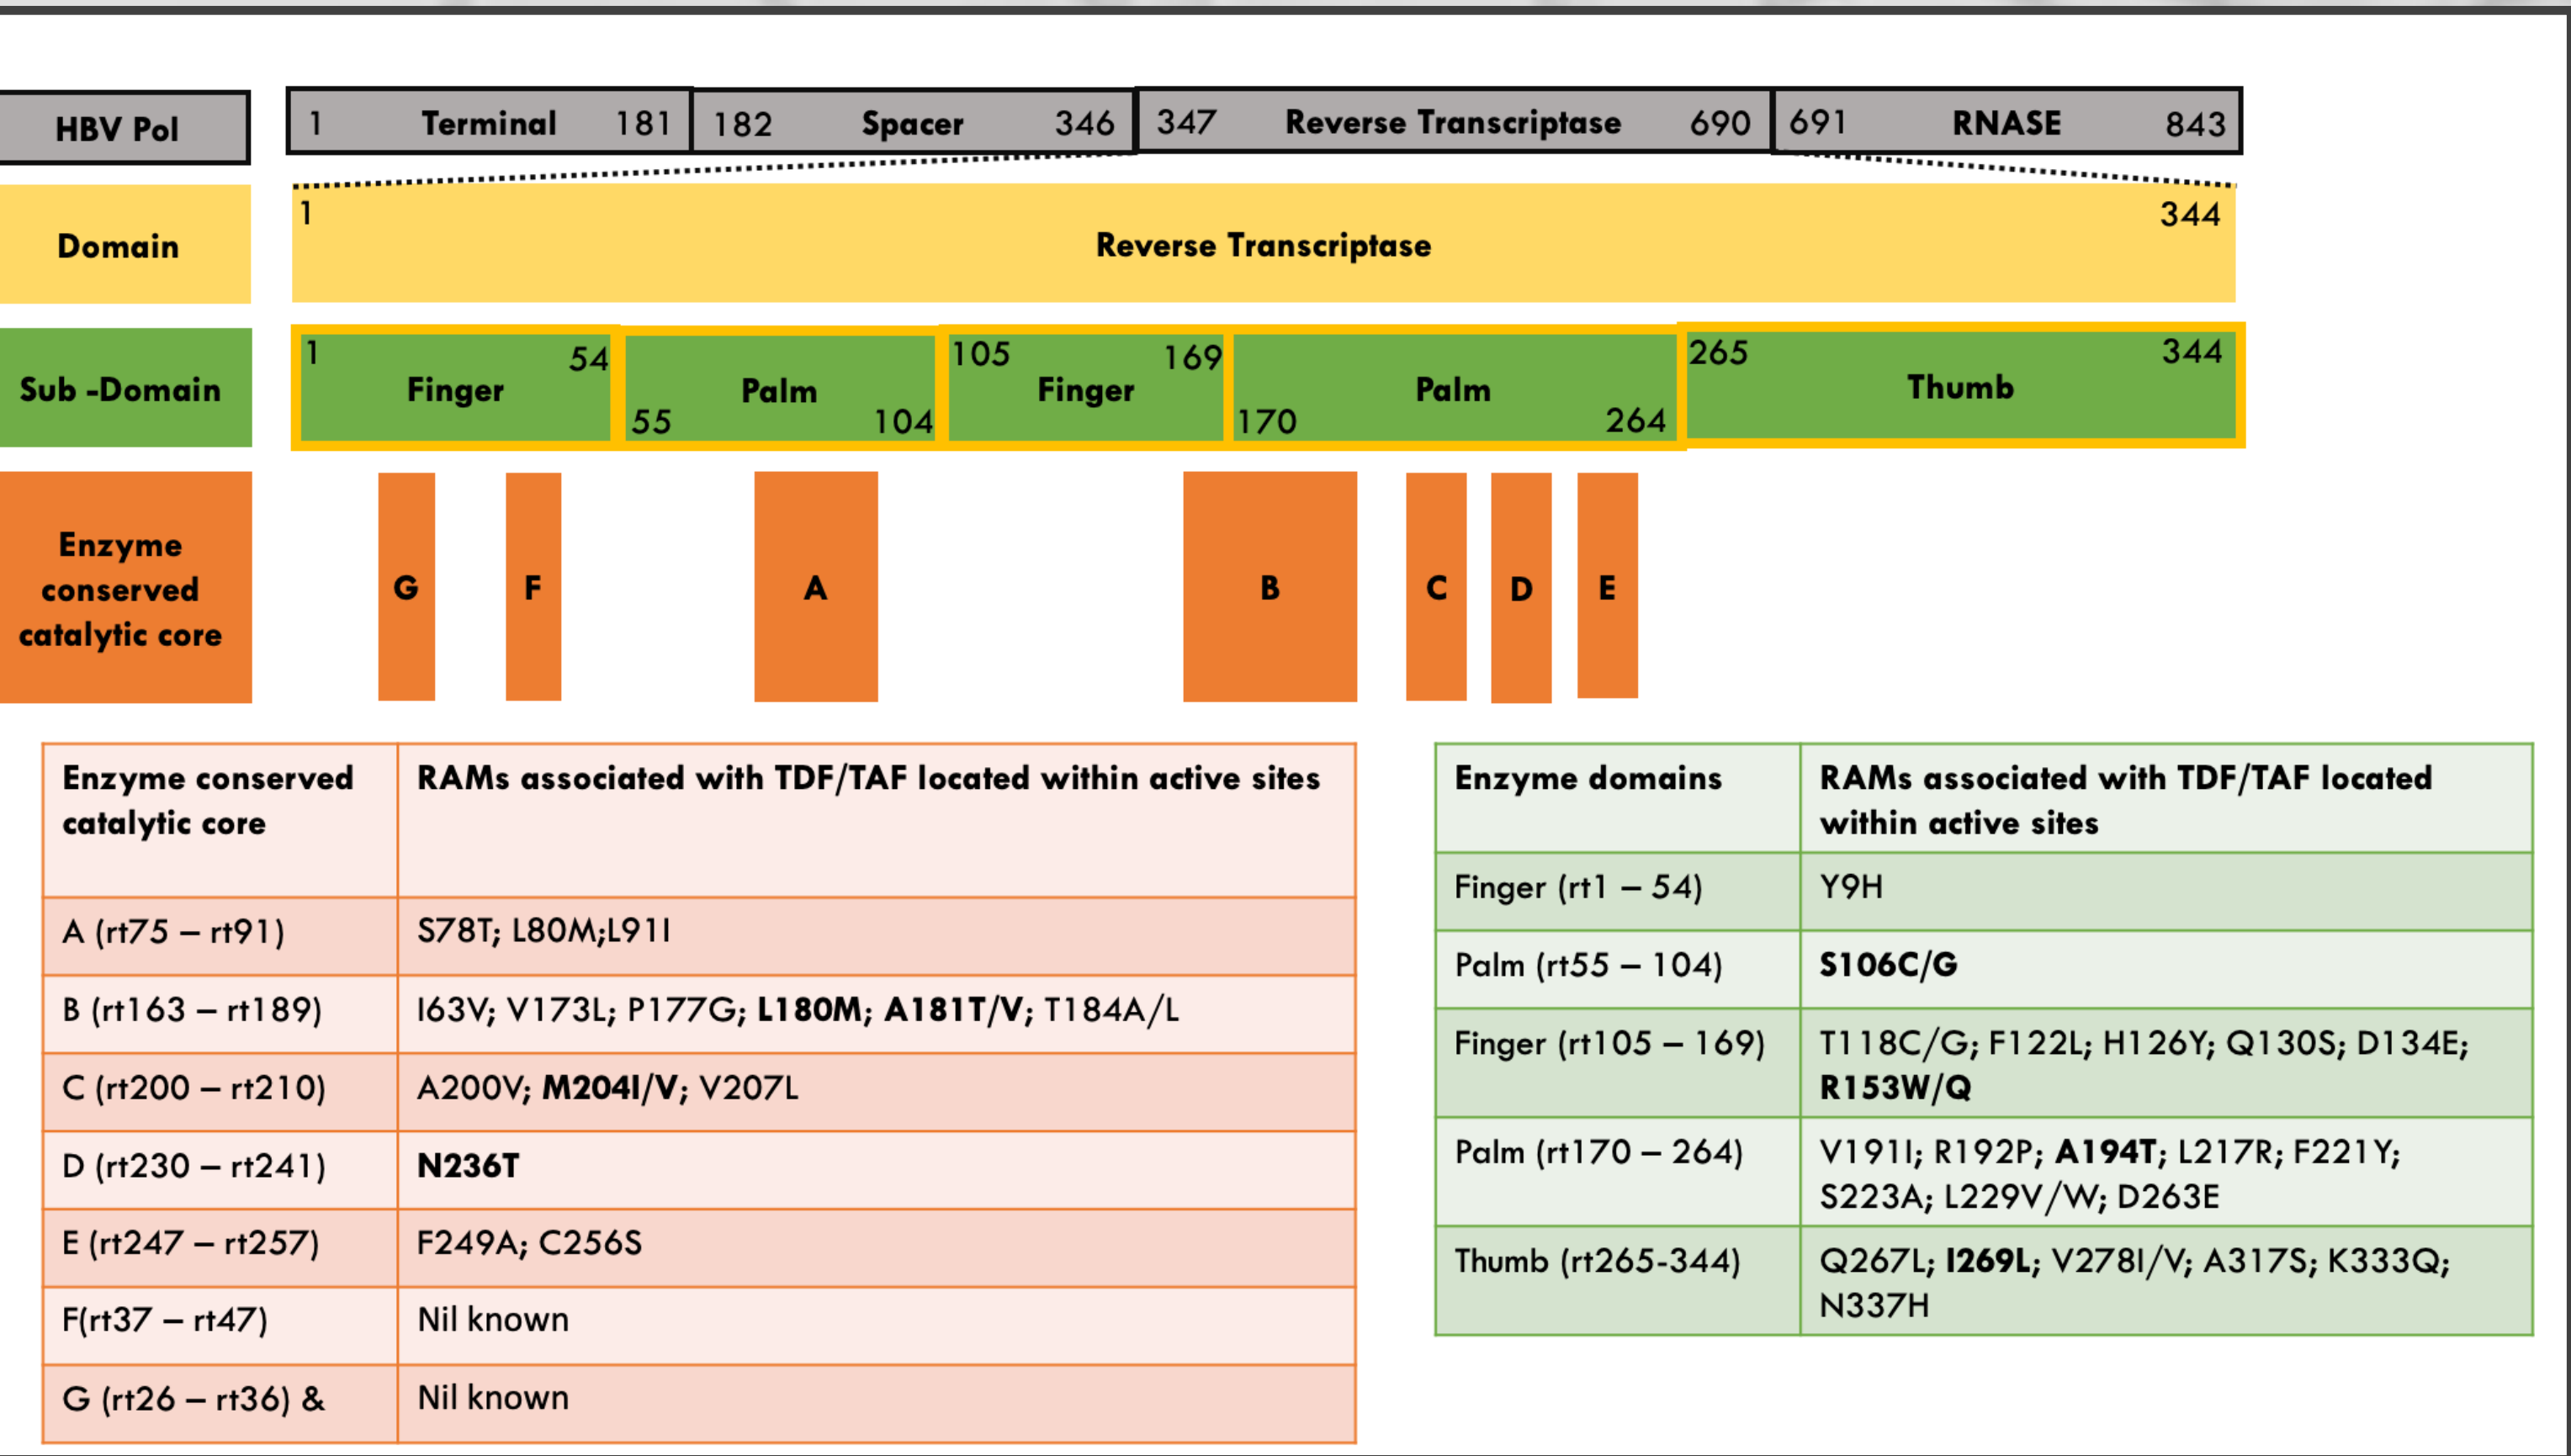 HBV Pol
1 Terminal 181 182 Spacer 346 347 Reverse Transcriptase 690 691 RNASE 843
Domain
1 Reverse Transcriptase 344
Sub -Domain
1 Finger 54 55 Palm 104 105 Finger 169 170 Palm 264 265 Thumb 344
Enzyme
conserved
catalytic core
G F A B C D E
Enzyme conserved
catalytic core
RAMs associated with TDF/TAF located within active sites
A (rt75 – rt91) S78T; L80M;L91I
B (rt163 – rt189) I63V; V173L; P177G; L180M; A181T/V; T184A/L
C (rt200 – rt210) A200V; M204I/V; V207L
D (rt230 – rt241) N236T
E (rt247 – rt257) F249A; C256S
F(rt37 – rt47) Nil known
G (rt26 – rt36) & Nil known
Enzyme domains
RAMs associated with TDF/TAF located
within active sites
Finger (rt1 – 54) Y9H
Palm (rt55 – 104) S106C/G
Finger (rt105 – 169) T118C/G; F122L; H126Y; Q130S; D134E;
R153W/Q
Palm (rt170 – 264) V191I; R192P; A194T; L217R; F221Y;
S223A; L229V/W; D263E
Thumb (rt265-344) Q267L; I269L; V278I/V; A317S; K333Q;
N337H